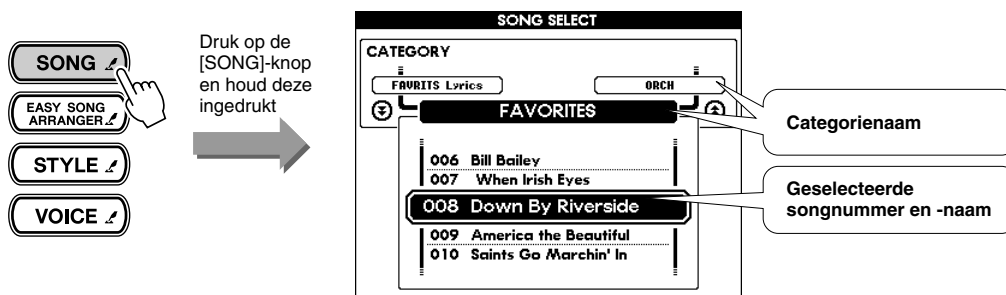 SONG
EASY SONG
ARRANGER
STYLE
VOICE
Druk op de
[SONG]-knop
en houd deze
ingedrukt
SONG SELECT
CATEGORY
FAVRITS Lyrics
ORCH
FAVORITES
006 Bill Bailey
007 When Irish Eyes
008 Down By Riverside
009 America the Beautiful
010 Saints Go Marchin' In
Categorienaam
Geselecteerde
songnummer en -naam